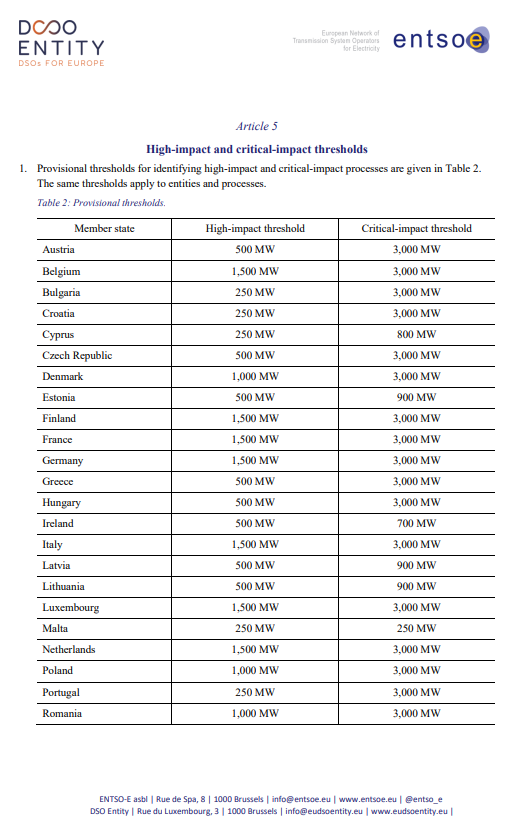 DSO
ENTITY
DSOs FOR EUROPE
European Network of
Transmission System Operators
for Electricity
entsoe
Article 5
High-impact and critical-impact thresholds
1. Provisional thresholds for identifying high-impact and critical-impact processes are given in Table 2.
The same thresholds apply to entities and processes.
Table 2: Provisional thresholds.
Member state High-impact threshold Critical-impact threshold
Austria 500 MW 3,000 MW
Belgium 1,500 MW 3,000 MW
Bulgaria 250 MW 3,000 MW
Croatia 250 MW 3,000 MW
Cyprus 250 MW 800 MW
Czech Republic 500 MW 3,000 MW
Denmark 1,000 MW 3,000 MW
Estonia 500 MW 900 MW
Finland 1,500 MW 3,000 MW
France 1,500 MW 3,000 MW
Germany 1,500 MW 3,000 MW
Greece 500 MW 3,000 MW
Hungary 500 MW 3,000 MW
Ireland 500 MW 700 MW
Italy 1,500 MW 3,000 MW
Latvia 500 MW 900 MW
Lithuania 500 MW 900 MW
Luxembourg 1,500 MW 3,000 MW
Malta 250 MW 250 MW
Netherlands 1,500 MW 3,000 MW
Poland 1,000 MW 3,000 MW
Portugal 250 MW 3,000 MW
Romania 1,000 MW 3,000 MW
ENTSO-E asbl | Rue de Spa, 8 | 1000 Brussels | info@entsoe.eu | www.entsoe.eu | @entso_e
DSO Entity | Rue du Luxembourg, 3 | 1000 Brussels | info@eudsoentity.eu | www.eudsoentity.eu |